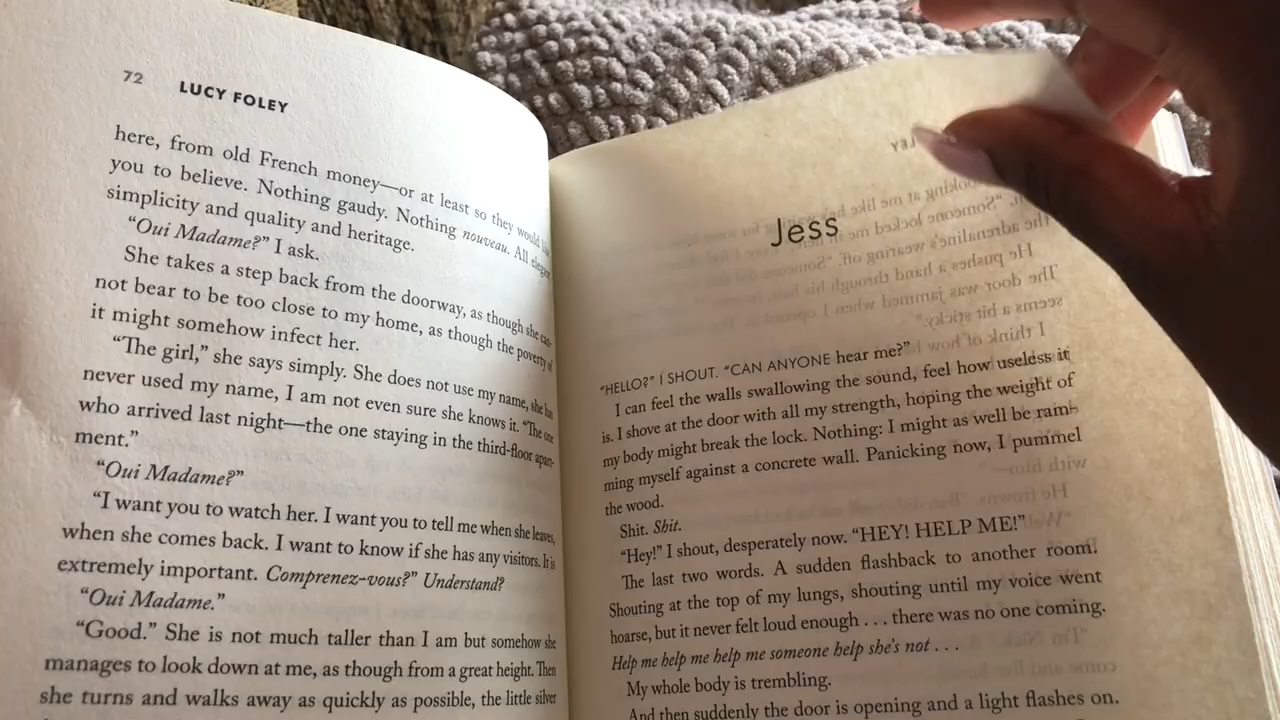 72 LUCY FOLEY
here, from old French money—or at least so they would
you to believe. Nothing gaudy. Nothing nouveau. All elegant
simplicity and quality and heritage.
“Oui Madame?” I ask.
She takes a step back from the doorway, as though she can-
not bear to be too close to my home, as though the poverty of
it might somehow infect her.
“The girl,” she says simply. She does not use my name, she has
never used my name, I am not even sure she knows it. “The one
who arrived last night—the one staying in the third-floor apart-
ment.”
“Oui Madame?”
“I want you to watch her. I want you to tell me when she leaves,
when she comes back. I want to know if she has any visitors. It is
extremely important. Comprenez-vous?” Understand?
“Oui Madame.”
“Good.” She is not much taller than I am but somehow she
manages to look down at me, as though from a great height. Then
she turns and walks away as quickly as possible, the little silver
Jess
“HELLO?” I SHOUT. “CAN ANYONE hear me?”
I can feel the walls swallowing the sound, feel how useless it
is. I shove at the door with all my strength, hoping the weight of
my body might break the lock. Nothing: I might as well be ram-
ming myself against a concrete wall. Panicking now, I pummel
the wood.
Shit. Shit.
“Hey!” I shout, desperately now. “HEY! HELP ME!”
The last two words. A sudden flashback to another room.
Shouting at the top of my lungs, shouting until my voice went
hoarse, but it never felt loud enough . . . there was no one coming.
Help me help me help me someone help she’s not . . .
My whole body is trembling.
And then suddenly the door is opening and a light flashes on.